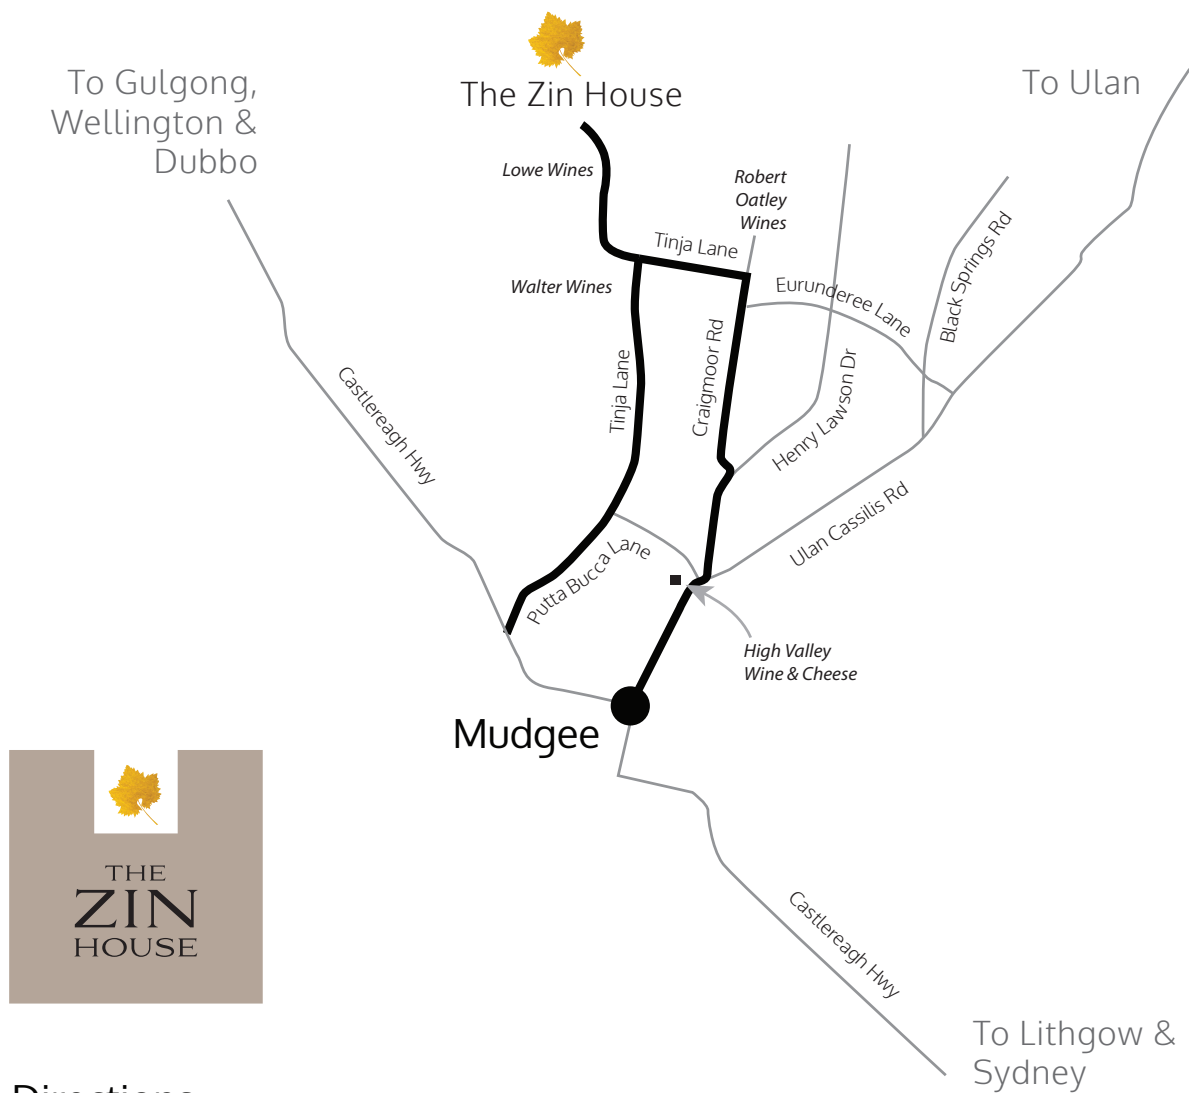 The Zin House
To Gulgong,
Wellington &
Dubbo
To Ulan
Lowe Wines
Robert
Oatley
Wines
Tinja Lane
Walter Wines
Eurunderee Lane
Black Springs Rd
Craigmoor Rd
Tinja Lane
Henry Lawson Dr
Castlereagh Hwy
Ulan Cassilis Rd
Putta Bucca Lane
High Valley
Wine & Cheese
Mudgee
THE
ZIN
HOUSE
Castlereagh Hwy
To Lithgow &
Sydney
Directions